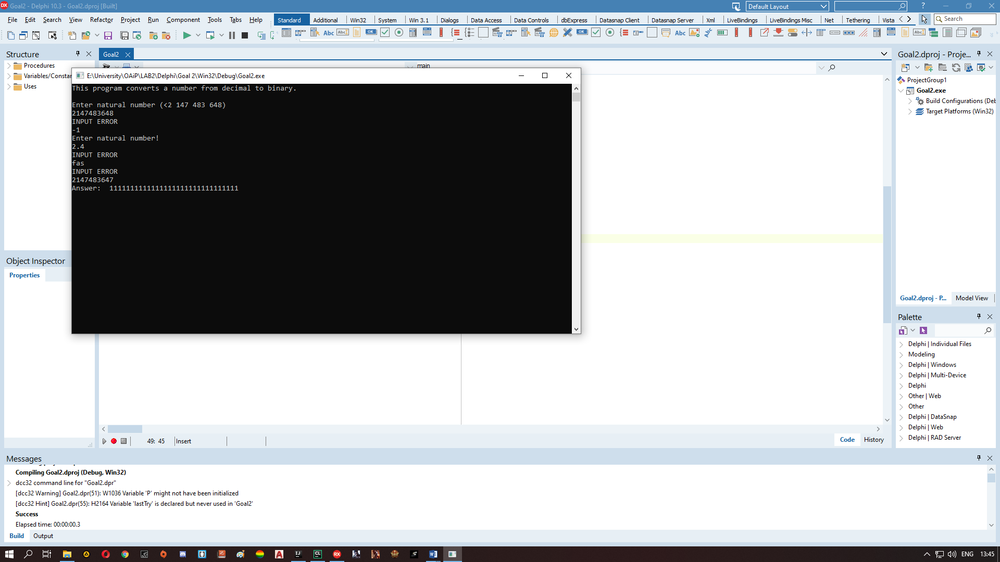 Goal2 - Delphi 10.3 - Goal2.dproj [Built]
Default Layout
File Edit Search View Refactor Project Run Component Tools Tabs Help
Standard Additional Win32 System Win 3.1 Dialogs Data Access Data Controls dbExpress Datasnap Client Datasnap Server Xml LiveBindings LiveBindings Misc Net Tethering Vista
Search
Structure
Procedures
Variables/Constan
Uses
Goal2
main
E:\University\OAiP\LAB2\Delphi\Goal 2\Win32\Debug\Goal2.exe
This program converts a number from decimal to binary.
Enter natural number (<2 147 483 648)
2147483648
INPUT ERROR
-1
Enter natural number!
2.4
INPUT ERROR
fas
INPUT ERROR
2147483647
Answer:  1111111111111111111111111111111
Object Inspector
Properties
49: 45
Insert
Code
History
Goal2.dproj - Proje...
ProjectGroup1
Goal2.exe
Build Configurations (Deb
Target Platforms (Win32)
Goal2.dproj - P...
Model View
Palette
Delphi | Individual Files
Modeling
Delphi | Windows
Delphi | Multi-Device
Delphi
Other | Web
Other
Delphi | DataSnap
Delphi | Web
Delphi | RAD Server
Messages
Compiling Goal2.dproj (Debug, Win32)
dcc32 command line for "Goal2.dpr"
[dcc32 Warning] Goal2.dpr(51): W1036 Variable 'P' might not have been initialized
[dcc32 Hint] Goal2.dpr(55): H2164 Variable 'lastTry' is declared but never used in 'Goal2'
Success
Elapsed time: 00:00:00.3
Build
Output
ENG
13:45